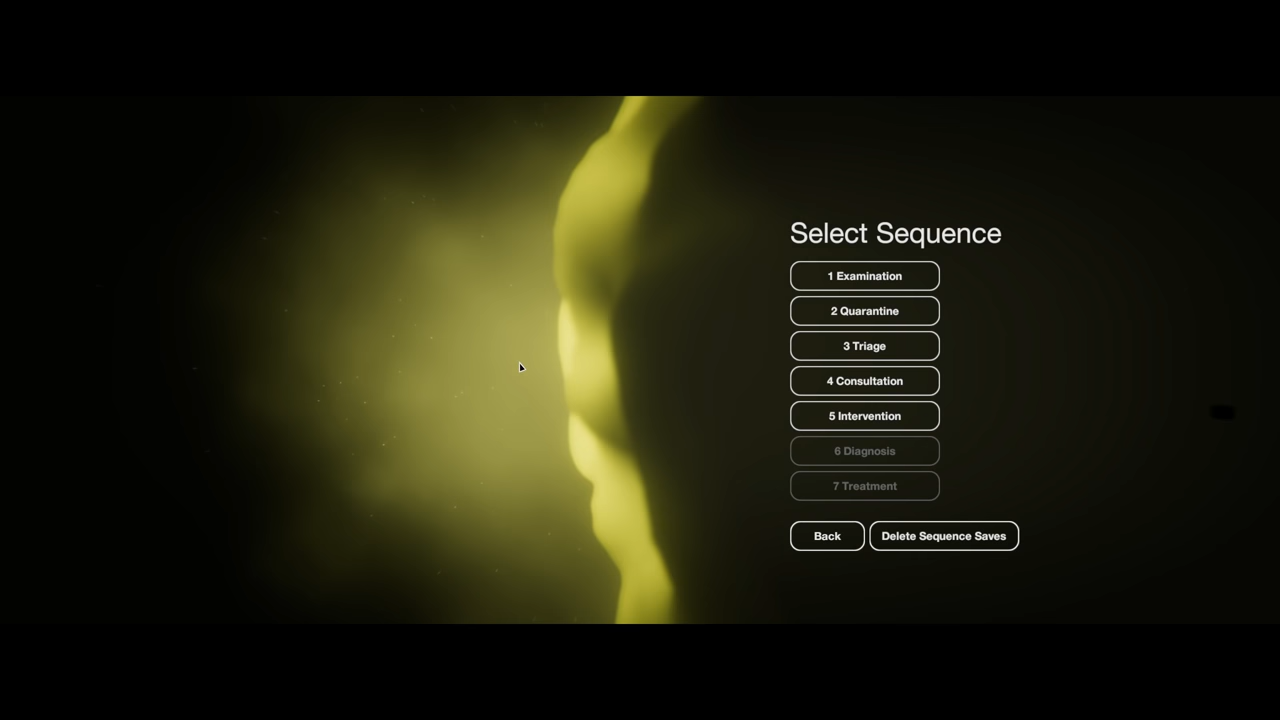 Select Sequence
1 Examination
2 Quarantine
3 Triage
4 Consultation
5 Intervention
6 Diagnosis
7 Treatment
Back
Delete Sequence Saves